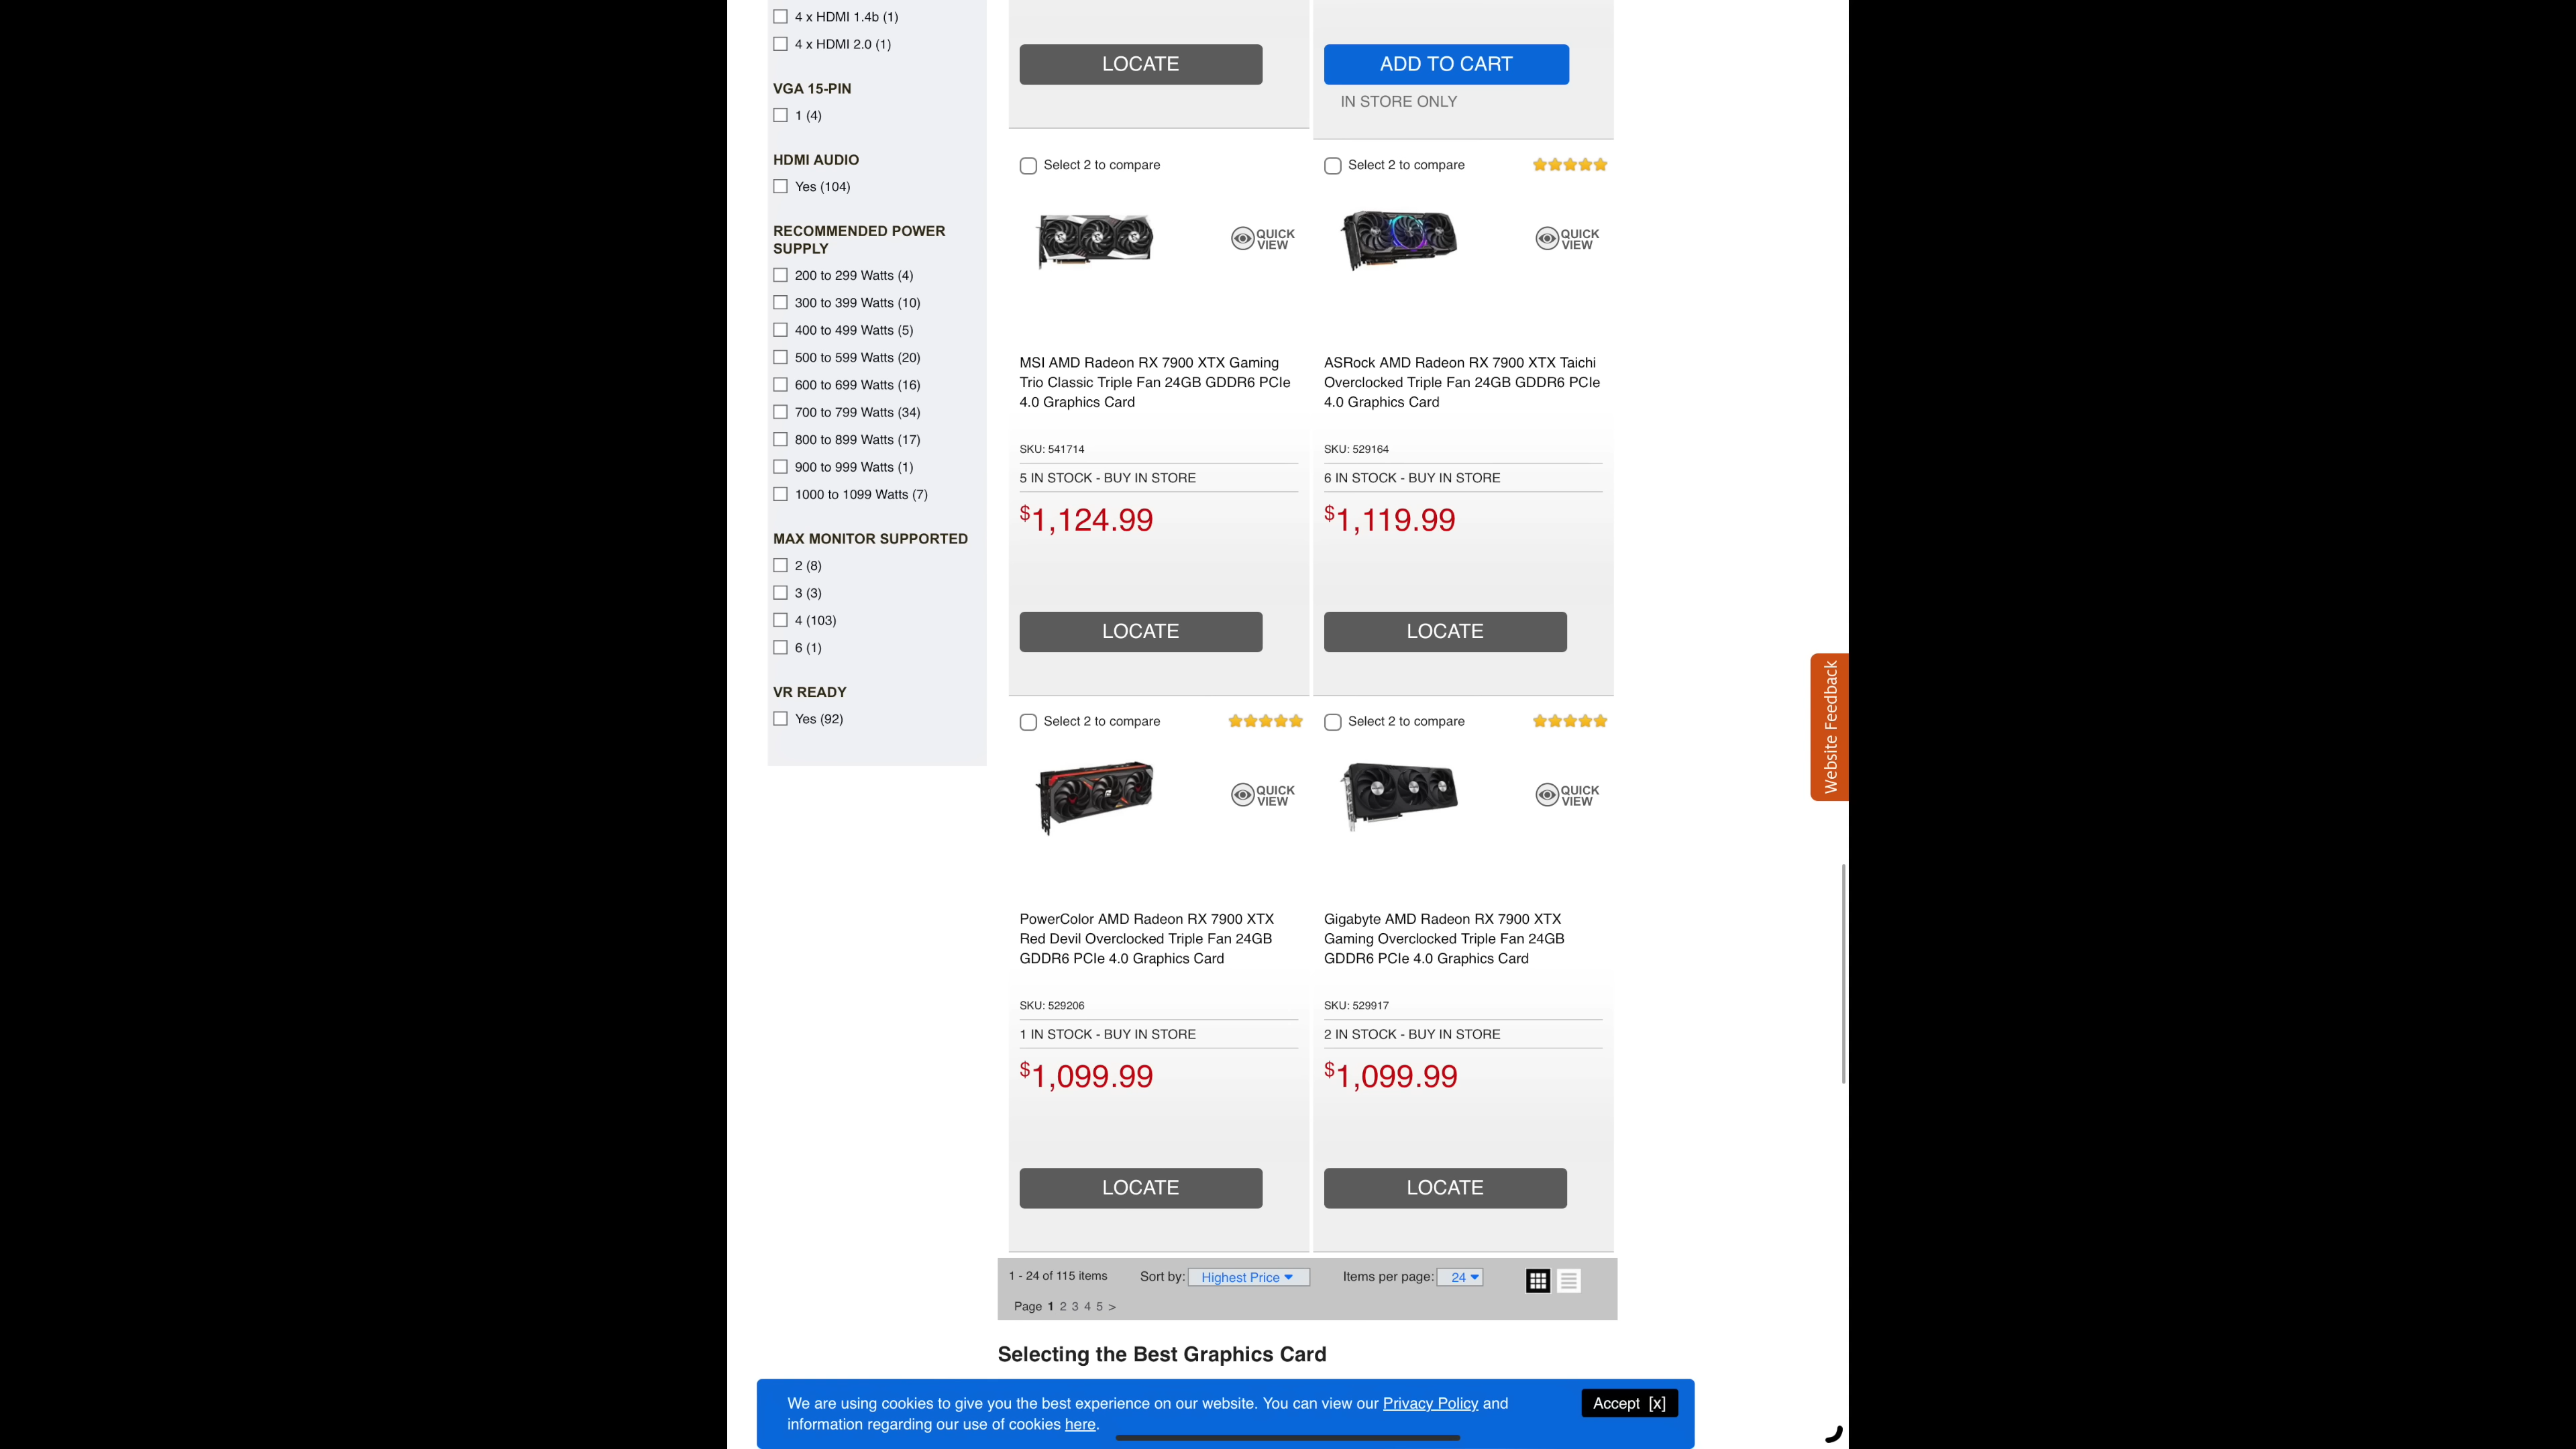 4 x HDMI 1.4b (1)
4 x HDMI 2.0 (1)
VGA 15-PIN
1 (4)
HDMI AUDIO
Yes (104)
RECOMMENDED POWER
SUPPLY
200 to 299 Watts (4)
300 to 399 Watts (10)
400 to 499 Watts (5)
500 to 599 Watts (20)
600 to 699 Watts (16)
700 to 799 Watts (34)
800 to 899 Watts (17)
900 to 999 Watts (1)
1000 to 1099 Watts (7)
MAX MONITOR SUPPORTED
2 (8)
3 (3)
4 (103)
6 (1)
VR READY
Yes (92)
LOCATE
ADD TO CART
IN STORE ONLY
Select 2 to compare
QUICK
VIEW
MSI AMD Radeon RX 7900 XTX Gaming
Trio Classic Triple Fan 24GB GDDR6 PCIe
4.0 Graphics Card
SKU: 541714
5 IN STOCK - BUY IN STORE
$1,124.99
LOCATE
Select 2 to compare
QUICK
VIEW
ASRock AMD Radeon RX 7900 XTX Taichi
Overclocked Triple Fan 24GB GDDR6 PCIe
4.0 Graphics Card
SKU: 529164
6 IN STOCK - BUY IN STORE
$1,119.99
LOCATE
Select 2 to compare
QUICK
VIEW
PowerColor AMD Radeon RX 7900 XTX
Red Devil Overclocked Triple Fan 24GB
GDDR6 PCIe 4.0 Graphics Card
SKU: 529206
1 IN STOCK - BUY IN STORE
$1,099.99
LOCATE
Select 2 to compare
QUICK
VIEW
Gigabyte AMD Radeon RX 7900 XTX
Gaming Overclocked Triple Fan 24GB
GDDR6 PCIe 4.0 Graphics Card
SKU: 529917
2 IN STOCK - BUY IN STORE
$1,099.99
LOCATE
Website Feedback
1 - 24 of 115 items Sort by: Highest Price Items per page: 24
Page 1 2 3 4 5 >
Selecting the Best Graphics Card
We are using cookies to give you the best experience on our website. You can view our Privacy Policy and
information regarding our use of cookies here.
Accept [x]